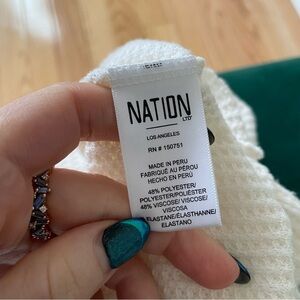 NATION
LTD
LOS ANGELES
RN # 150751
MADE IN PERU
FABRIQUÉ AU PÉROU
HECHO EN PERÚ
48% POLYESTER/
POLYESTER/POLIÉSTER
48% VISCOSE/ VISCOSE/
VISCOSA
ELASTANE/ÉLASTHANNE/
ELASTANO